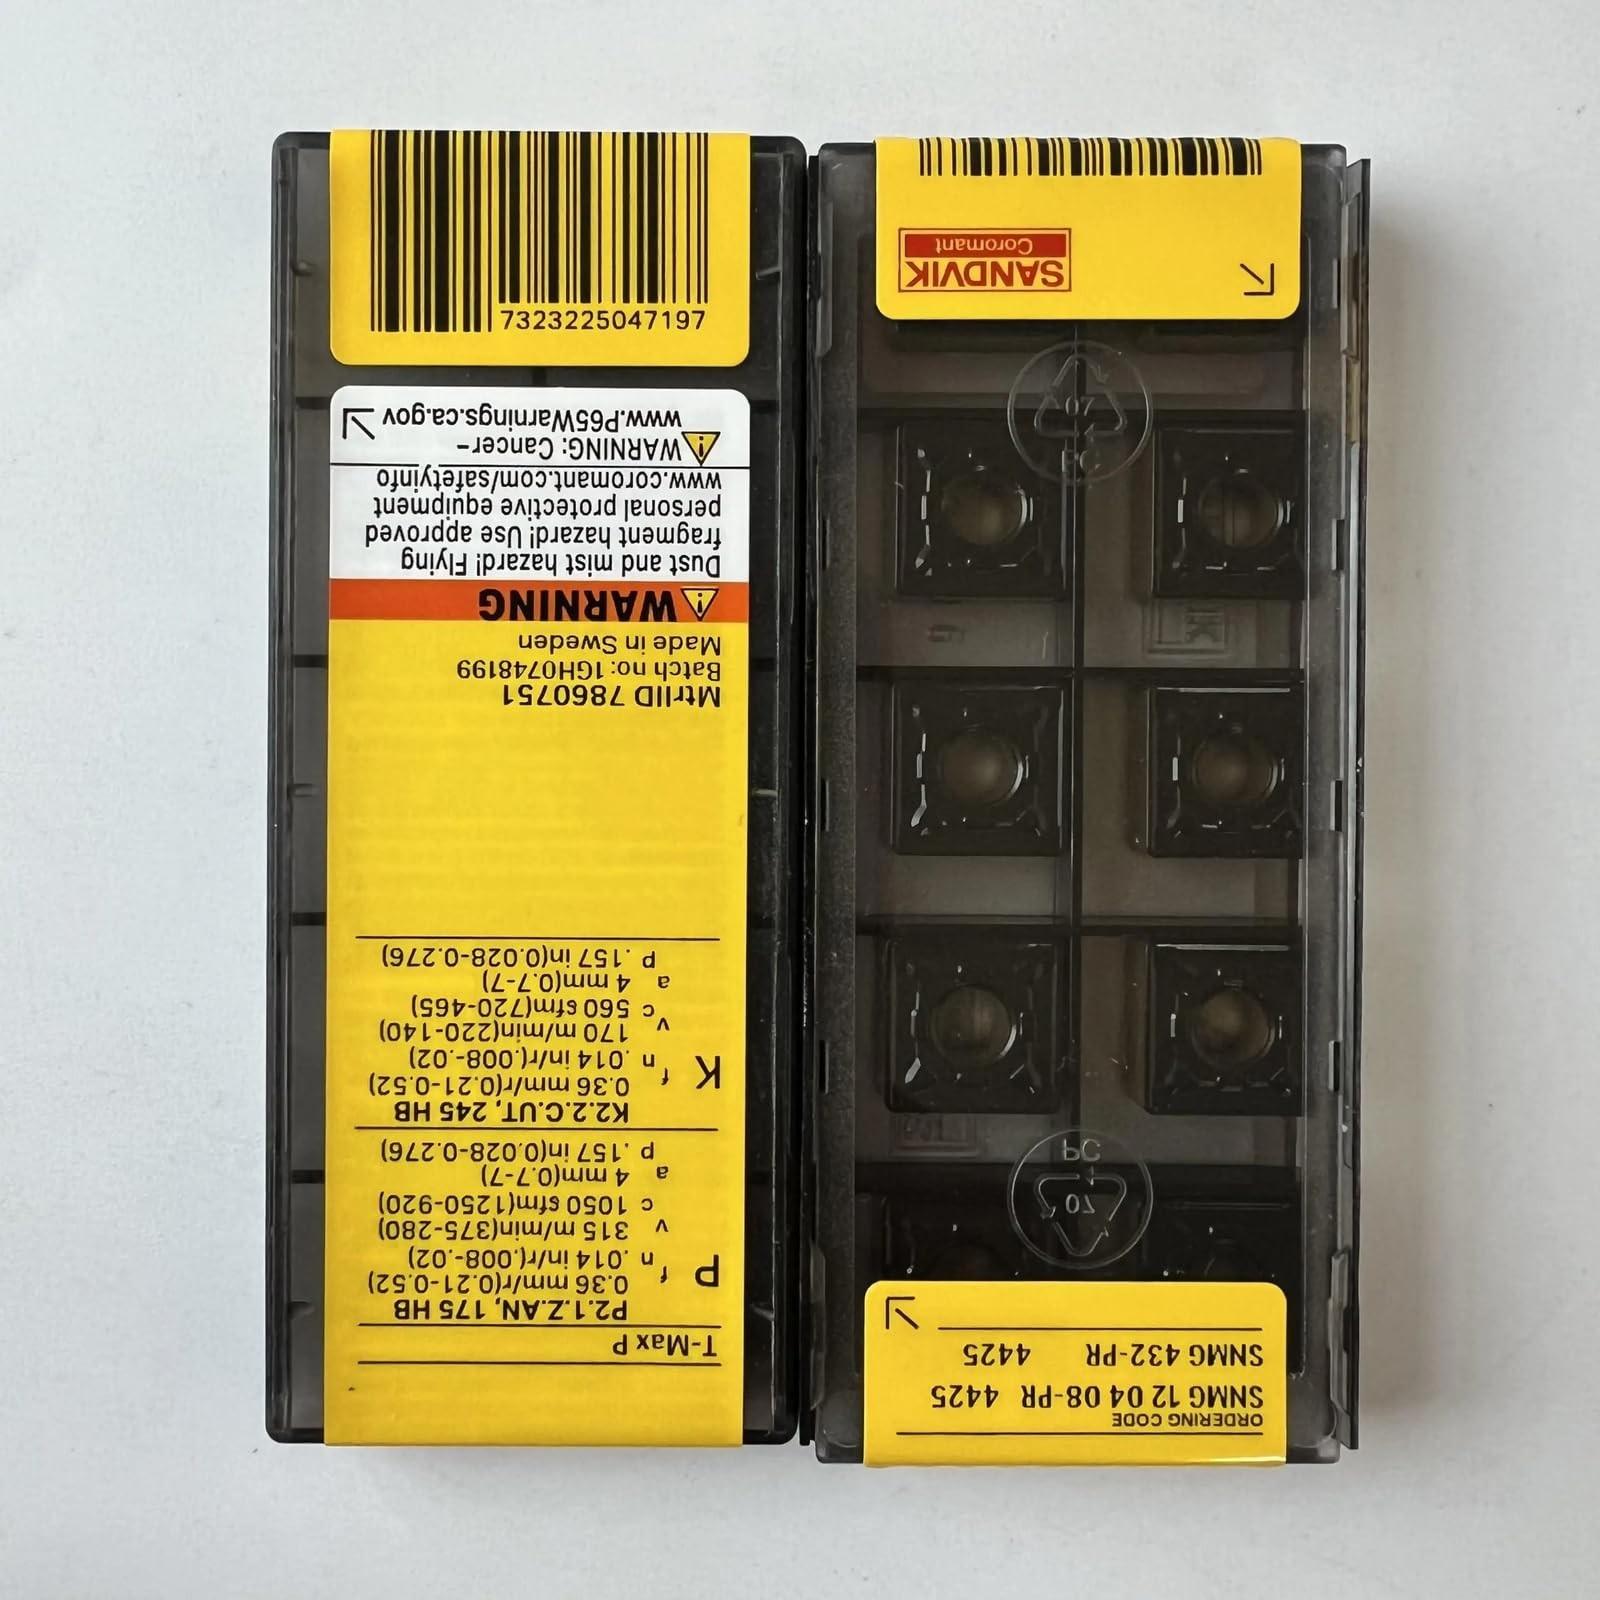 T-Max P
P2.1.Z.AN, 175 HB
P
f n
0.36 mm/r(0.21-0.52)
.014 in/r(.008-.02)
v c
315 m/min(375-280)
1050 sfm(1250-920)
a p
4 mm(0.7-7)
.157 in(0.028-0.276)
K2.2.C.UT, 245 HB
K
f n
0.36 mm/r(0.21-0.52)
.014 in/r(.008-.02)
v c
170 m/min(220-140)
560 sfm(720-465)
a p
4 mm(0.7-7)
.157 in(0.028-0.276)
MtrlID 7860751
Batch no: 1GH0748199
Made in Sweden
WARNING
Dust and mist hazard! Flying
fragment hazard! Use approved
personal protective equipment
www.coromant.com/safetyinfo
WARNING: Cancer-
www.P65Warnings.ca.gov
7323225047197
ORDERING CODE
SNMG 12 04 08-PR 4425
SNMG 432-PR 4425
07
PC
07
PC
SANDVIK
Coromant